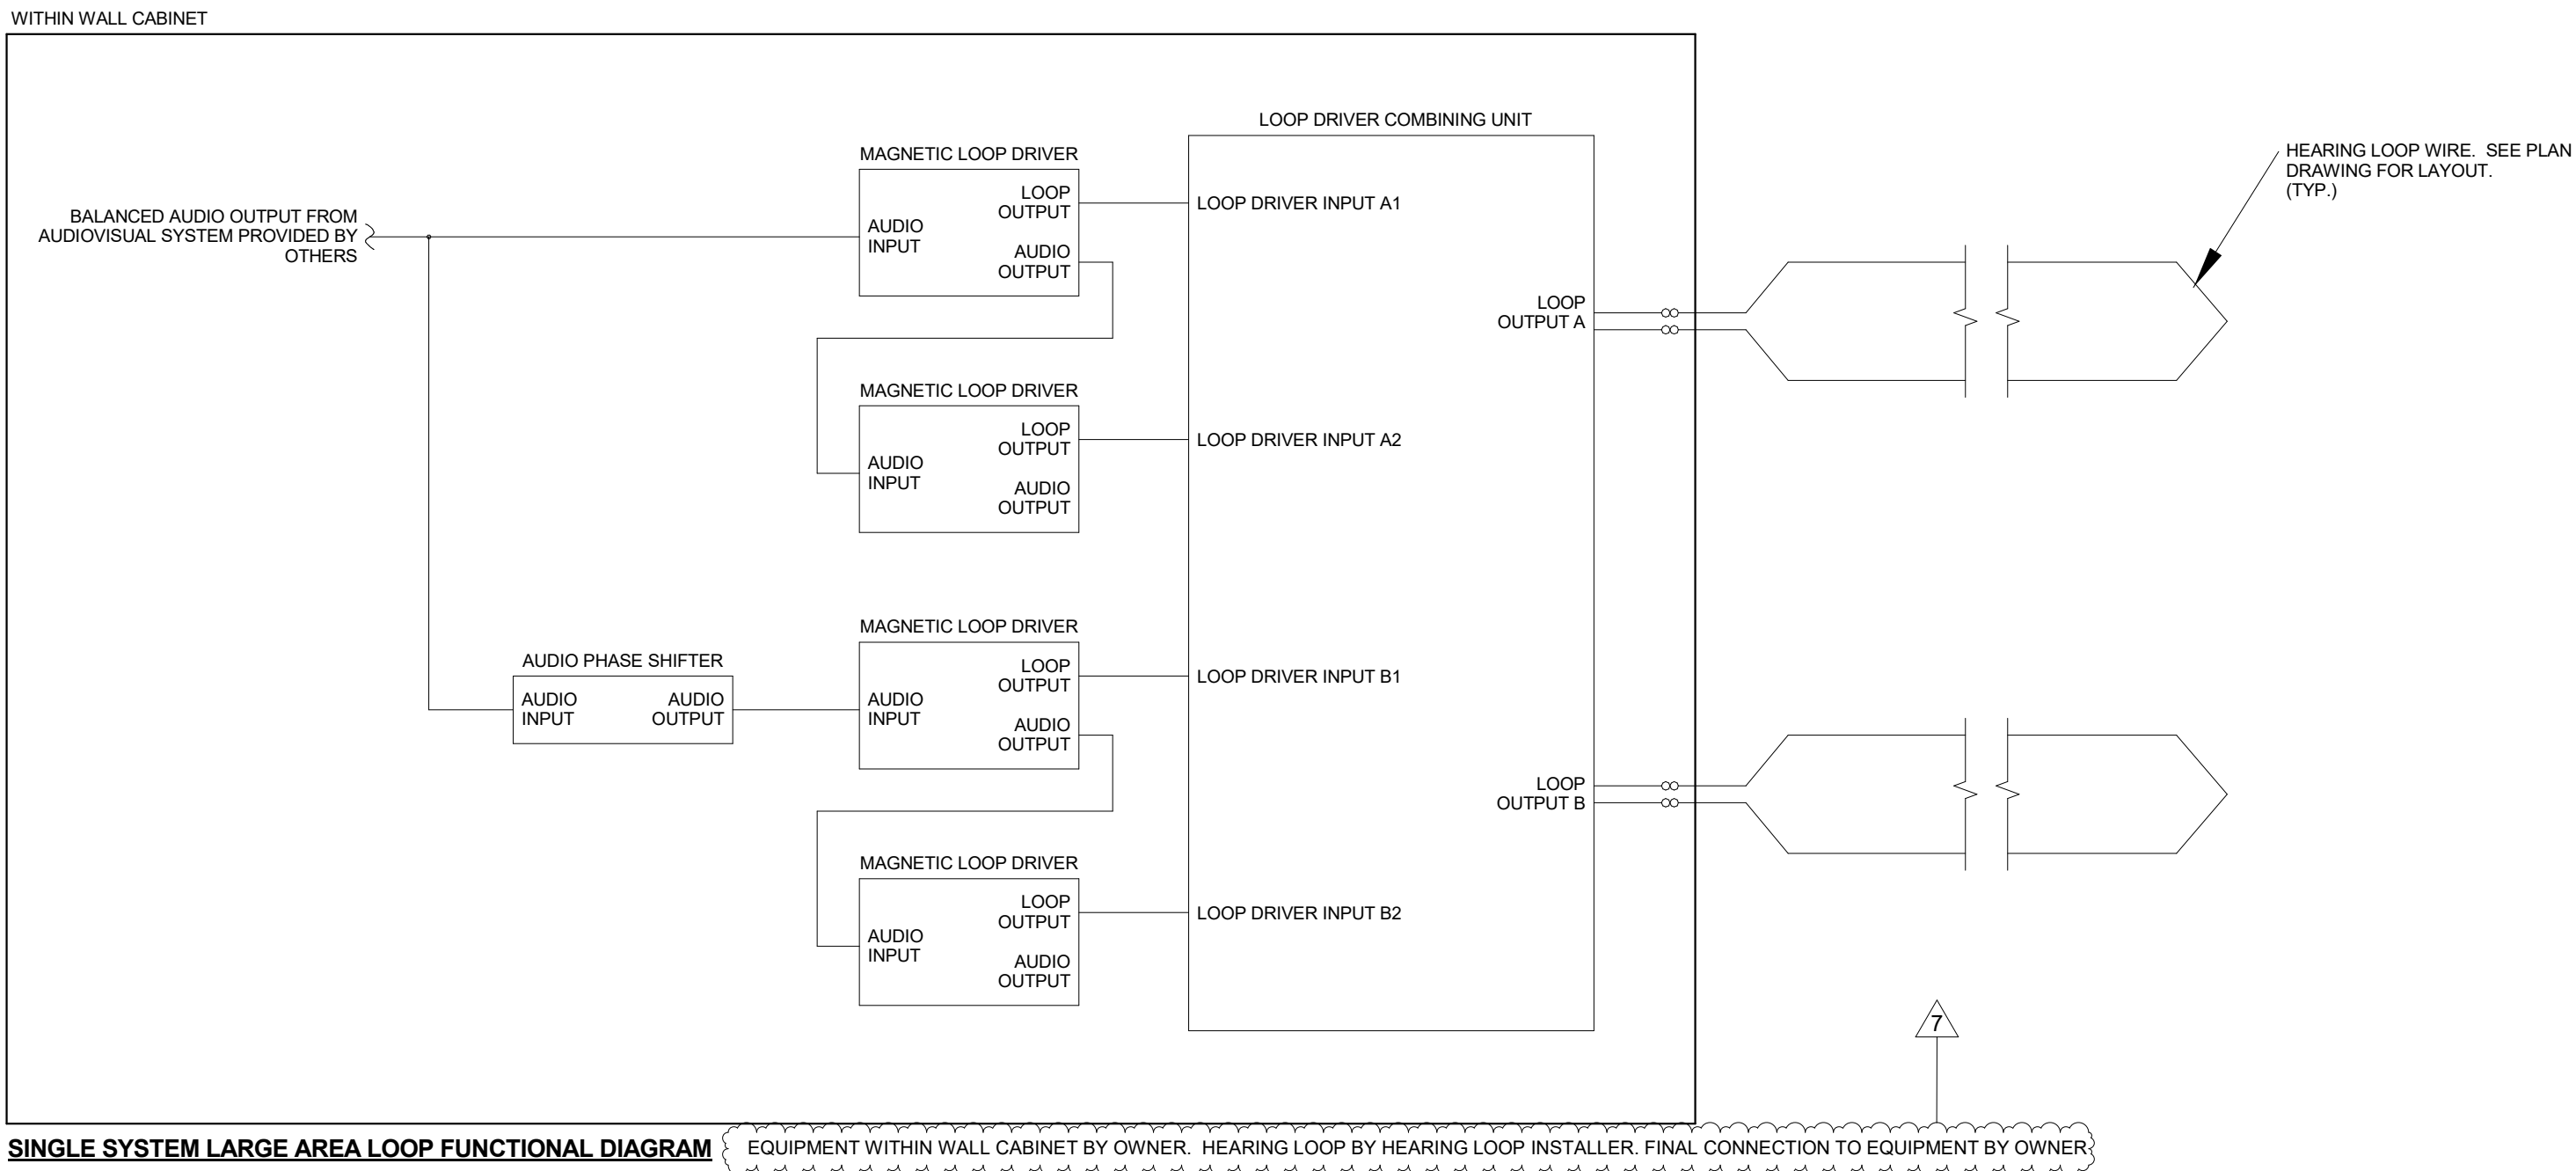 WITHIN WALL CABINET
LOOP DRIVER COMBINING UNIT
MAGNETIC LOOP DRIVER
HEARING LOOP WIRE.  SEE PLAN
DRAWING FOR LAYOUT.
(TYP.)
LOOP
OUTPUT
LOOP DRIVER INPUT A1
BALANCED AUDIO OUTPUT FROM
AUDIOVISUAL SYSTEM PROVIDED BY
OTHERS
AUDIO
INPUT
AUDIO
OUTPUT
LOOP
OUTPUT A
MAGNETIC LOOP DRIVER
LOOP
OUTPUT
LOOP DRIVER INPUT A2
AUDIO
INPUT
AUDIO
OUTPUT
MAGNETIC LOOP DRIVER
AUDIO PHASE SHIFTER
AUDIO
INPUT
AUDIO
OUTPUT
LOOP
OUTPUT
LOOP DRIVER INPUT B1
AUDIO
INPUT
AUDIO
OUTPUT
LOOP
OUTPUT B
MAGNETIC LOOP DRIVER
LOOP
OUTPUT
LOOP DRIVER INPUT B2
AUDIO
INPUT
AUDIO
OUTPUT
7
SINGLE SYSTEM LARGE AREA LOOP FUNCTIONAL DIAGRAM
EQUIPMENT WITHIN WALL CABINET BY OWNER.  HEARING LOOP BY HEARING LOOP INSTALLER. FINAL CONNECTION TO EQUIPMENT BY OWNER.